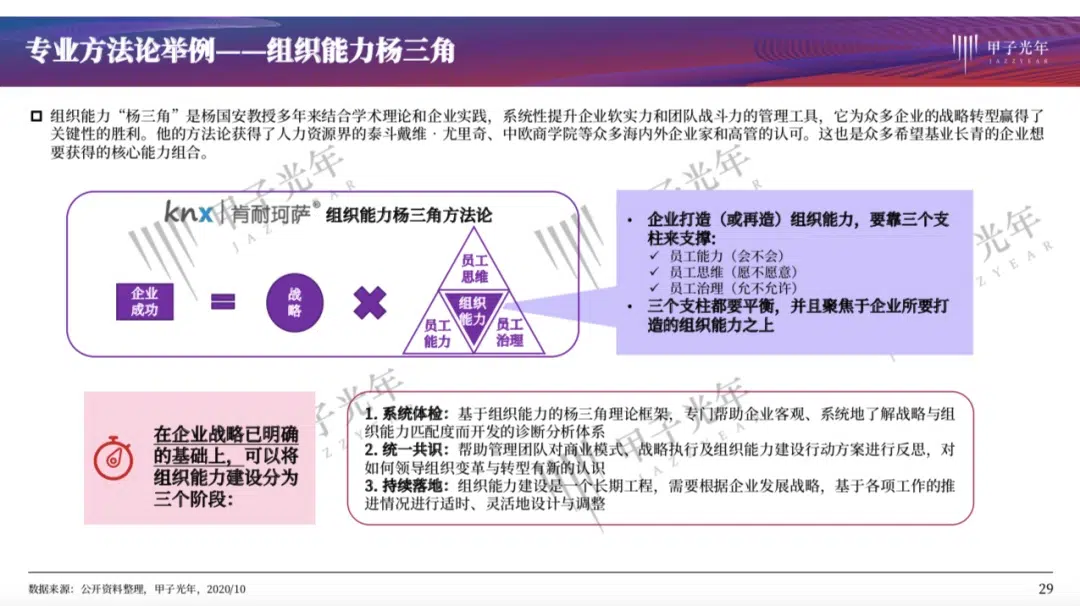 专业方法论举例——组织能力杨三角
甲子光年
JAZZYEAR
组织能力“杨三角”是杨国安教授多年来结合学术理论和企业实践，系统性提升企业软实力和团队战斗力的管理工具，它为众多企业的战略转型赢得了
关键性的胜利。他的方法论获得了人力资源界的泰斗戴维·尤里奇、中欧商学院等众多海内外企业家和高管的认可。这也是众多希望基业长青的企业想
要获得的核心能力组合。
knx 肯耐珂萨® 组织能力杨三角方法论
企业
成功
=
战
略
×
员工
思维
组织
能力
员工
能力
员工
治理
• 企业打造（或再造）组织能力，要靠三个支
柱来支撑:
✓ 员工能力（会不会）
✓ 员工思维（愿不愿意）
✓ 员工治理（允不允许）
• 三个支柱都要平衡，并且聚焦于企业所要打
造的组织能力之上
在企业战略已明确
的基础上，可以将
组织能力建设分为
三个阶段：
1. 系统体检：基于组织能力的杨三角理论框架，专门帮助企业客观、系统地了解战略与组
织能力匹配度而开发的诊断分析体系
2. 统一共识：帮助管理团队对商业模式、战略执行及组织能力建设行动方案进行反思，对
如何领导组织变革与转型有新的认识
3. 持续落地：组织能力建设是一个长期工程，需要根据企业发展战略，基于各项工作的推
进情况进行适时、灵活地设计与调整
数据来源：公开资料整理，甲子光年，2020/10
29